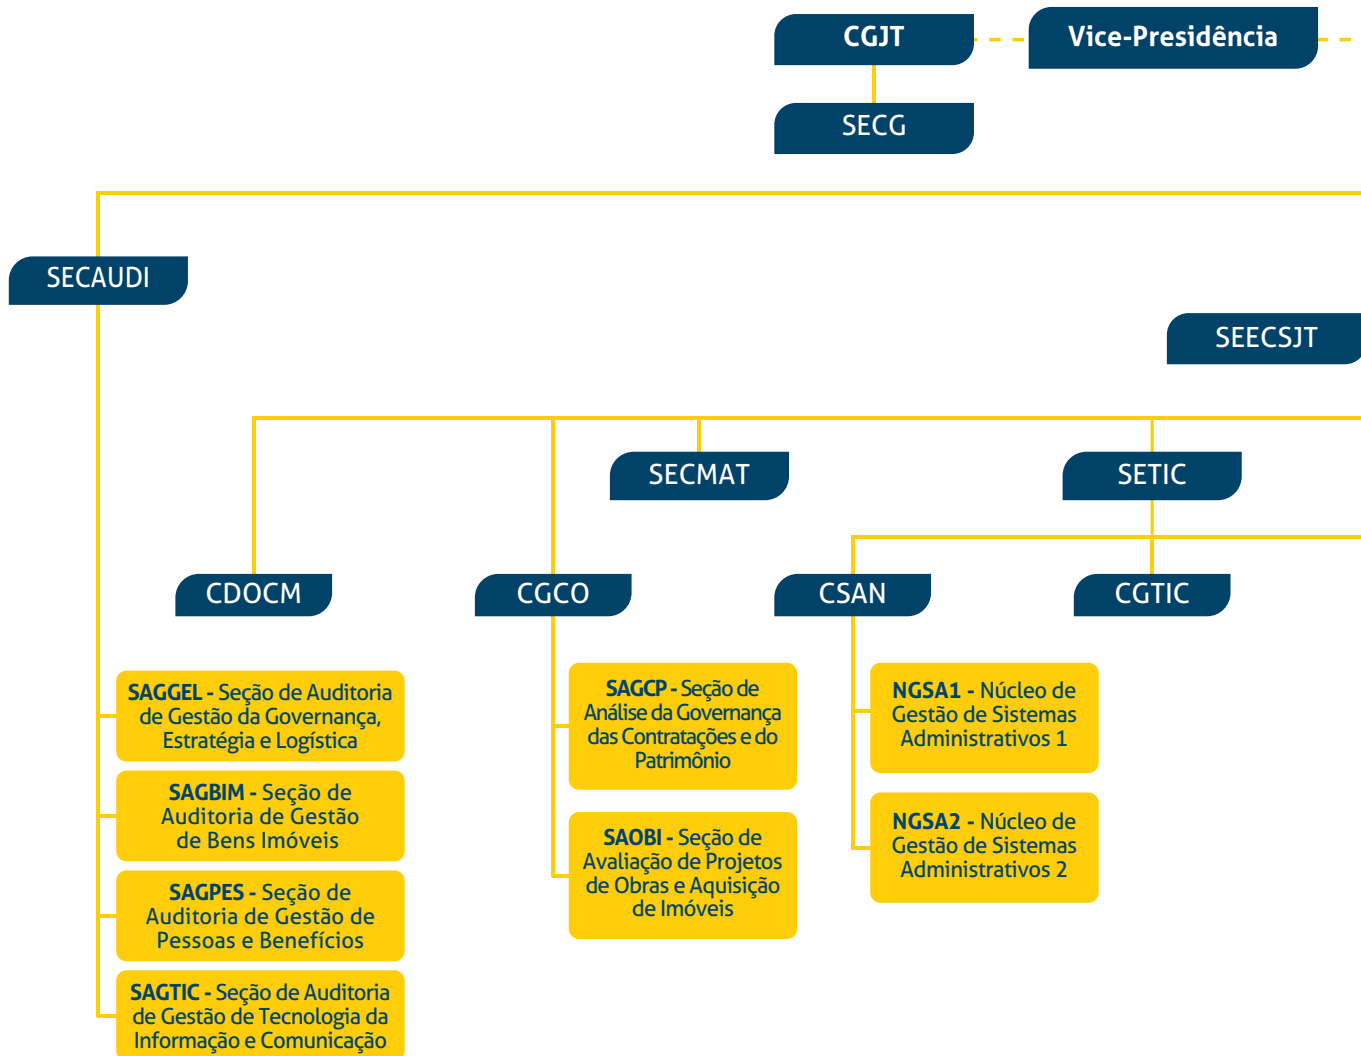 CGJT
Vice-Presidência
SECG
SECAUDI
SEECSJT
SECMAT
SETIC
CDOCM
CGCO
CSAN
CGTIC
SAGGEL - Seção de Auditoria
de Gestão da Governança,
Estratégia e Logística
SAGBIM - Seção de
Auditoria de Gestão
de Bens Imóveis
SAGPES - Seção de
Auditoria de Gestão de
Pessoas e Benefícios
SAGTIC - Seção de Auditoria
de Gestão de Tecnologia da
Informação e Comunicação
SAGCP - Seção de
Análise da Governança
das Contratações e do
Patrimônio
SAOBI - Seção de
Avaliação de Projetos
de Obras e Aquisição
de Imóveis
NGSA1 - Núcleo de
Gestão de Sistemas
Administrativos 1
NGSA2 - Núcleo de
Gestão de Sistemas
Administrativos 2